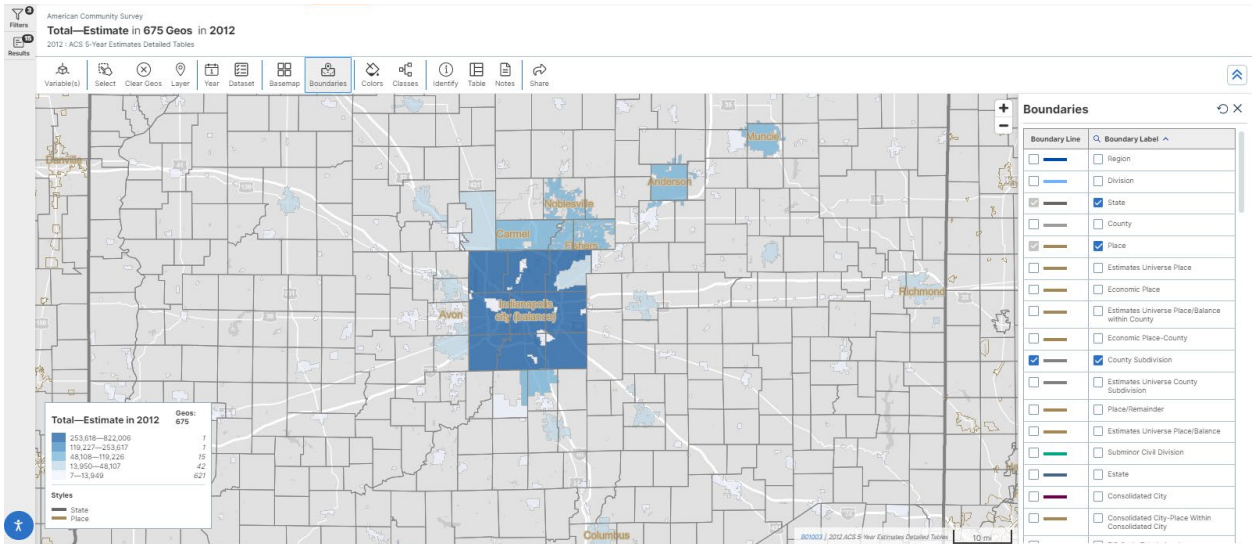 3
Filters
15
Results
American Community Survey
Total—Estimate in 675 Geos in 2012
2012 : ACS 5-Year Estimates Detailed Tables
Variable(s)
Select
Clear Geos
Layer
Year
Dataset
Basemap
Boundaries
Colors
Classes
Identify
Table
Notes
Share
Danville
Muncie
Anderson
Noblesville
Carmel
Fishers
Indianapolis
city (balance)
Avon
Richmond
Columbus
Total—Estimate in 2012
Geos:
675
253,618—822,006 1
119,227—253,617 1
48,108—119,226 15
13,950—48,107 42
7—13,949 621
Styles
State
Place
B01003 | 2012 ACS 5-Year Estimates Detailed Tables
10 mi
Boundaries
Boundary Line
Boundary Label
Region
Division
State
County
Place
Estimates Universe Place
Economic Place
Estimates Universe Place/Balance
within County
Economic Place-County
County Subdivision
Estimates Universe County
Subdivision
Place/Remainder
Estimates Universe Place/Balance
Subminor Civil Division
Estate
Consolidated City
Consolidated City-Place Within
Consolidated City